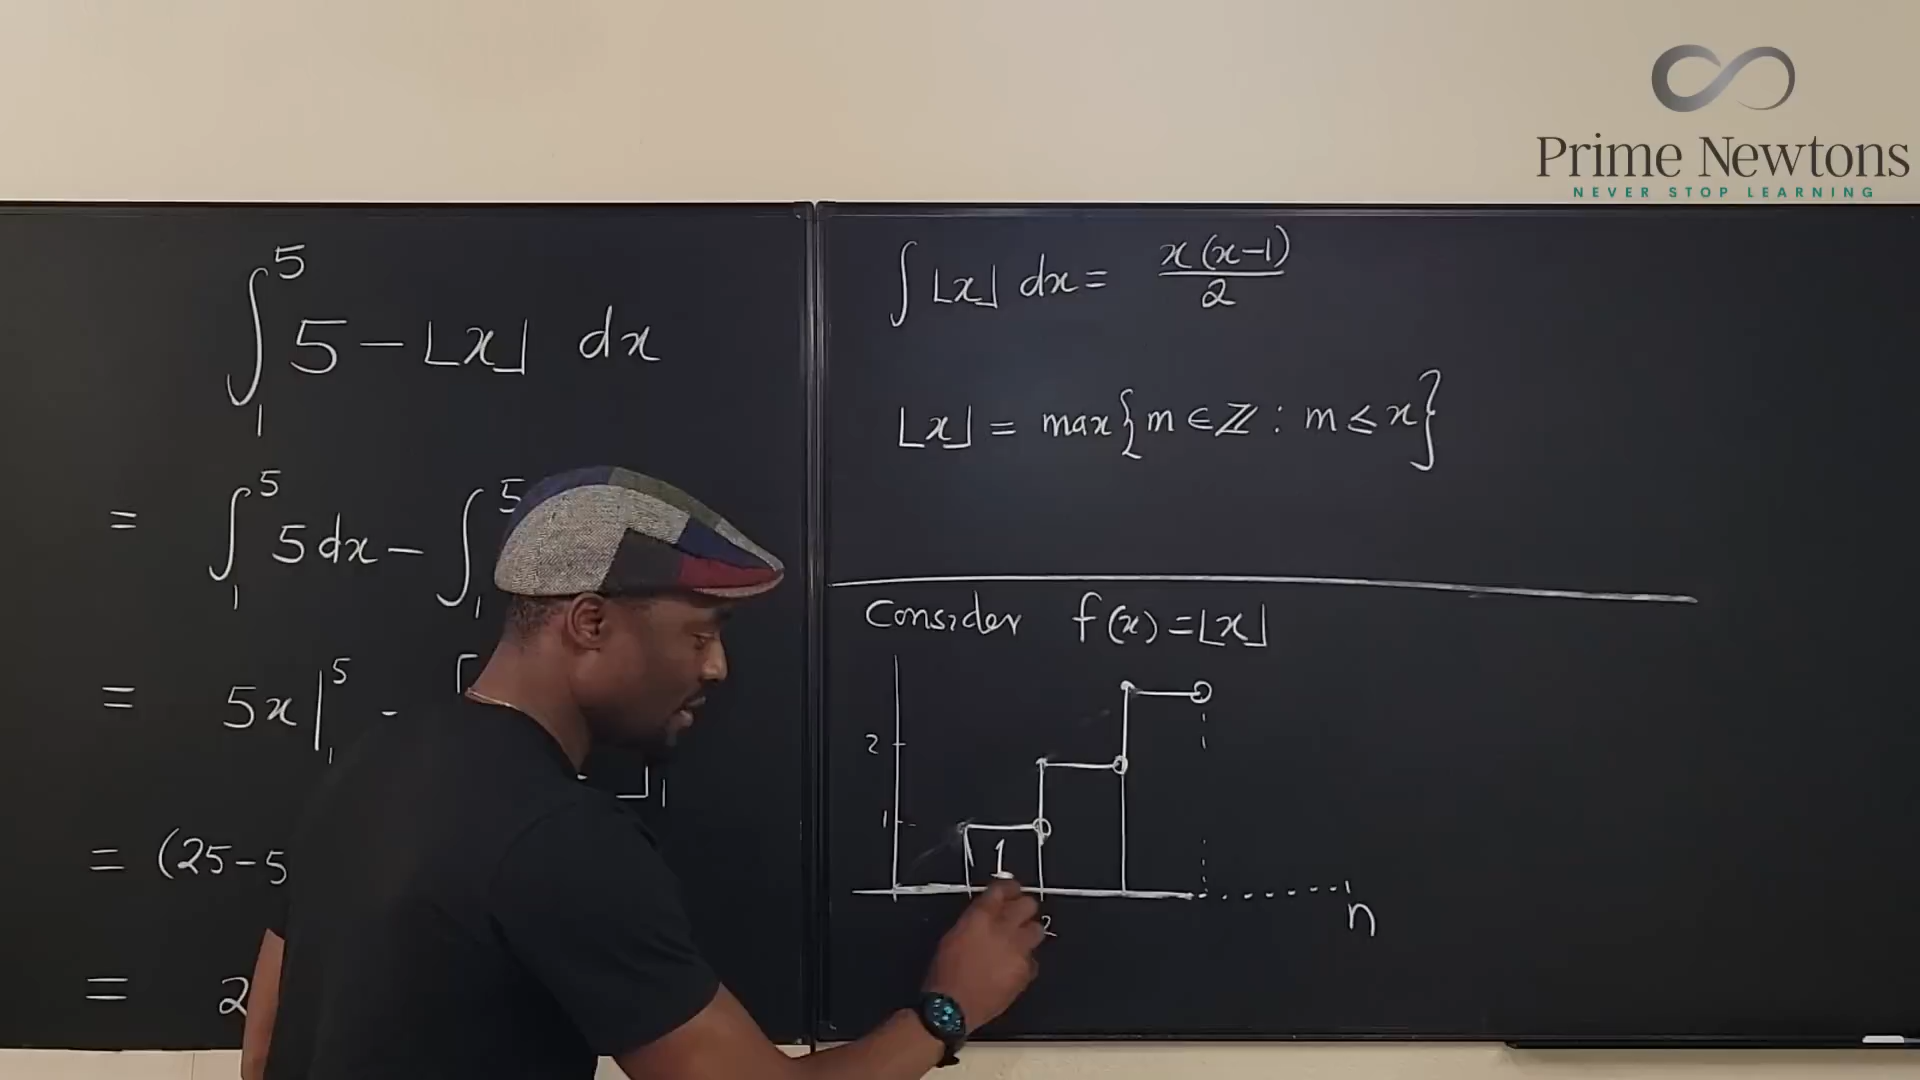 Prime Newtons
NEVER STOP LEARNING
∫₁⁵ 5 − ⌊x⌋ dx
= ∫₁⁵ 5 dx − ∫₁⁵
= 5x |₁⁵ -
= (25-5
= 2
∫ ⌊x⌋ dx = x(x-1)/2
⌊x⌋ = max{m ∈ ℤ : m ≤ x}
Consider f(x) = ⌊x⌋
2
1
1
2
n